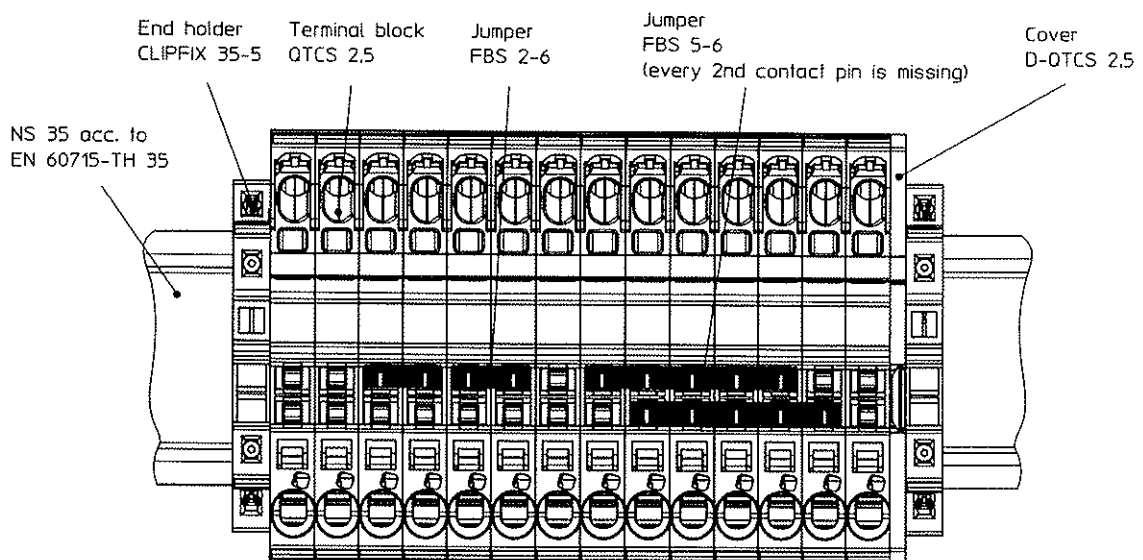 End holder
CLIPFIX 35-5
Terminal block
QTCS 2,5
Jumper
FBS 2-6
Jumper
FBS 5-6
(every 2nd contact pin is missing)
Cover
D-QTCS 2,5
NS 35 acc. to
EN 60715-TH 35